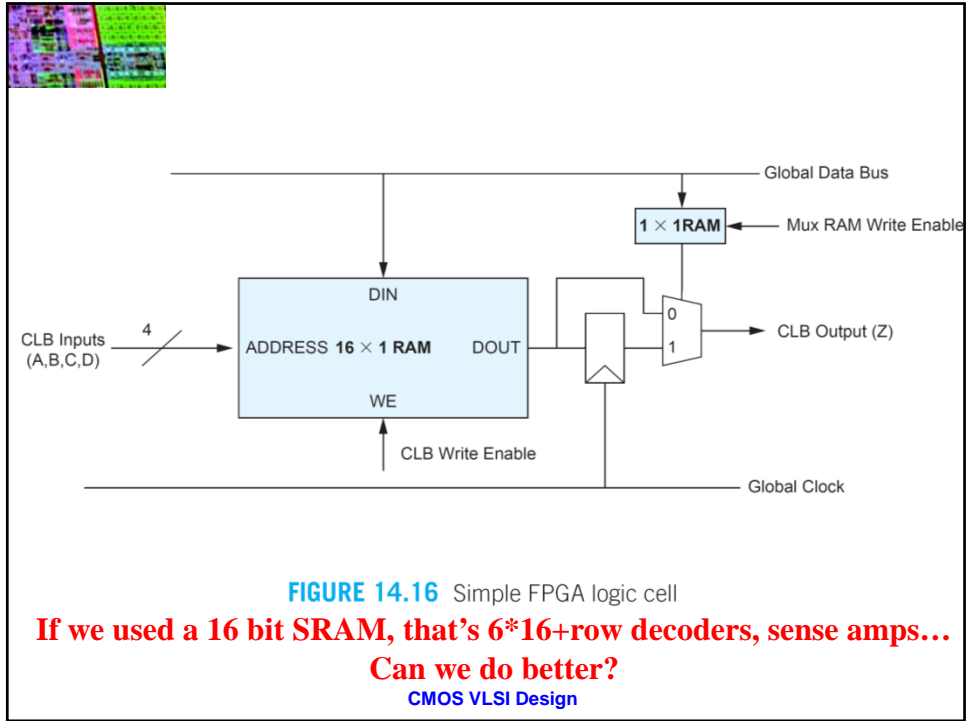 Global Data Bus
1 × 1RAM
Mux RAM Write Enable
DIN
CLB Inputs
(A,B,C,D)
4
ADDRESS 16 × 1 RAM
DOUT
0
1
CLB Output (Z)
WE
CLB Write Enable
Global Clock
FIGURE 14.16 Simple FPGA logic cell
If we used a 16 bit SRAM, that's 6*16+row decoders, sense amps…
Can we do better?
CMOS VLSI Design